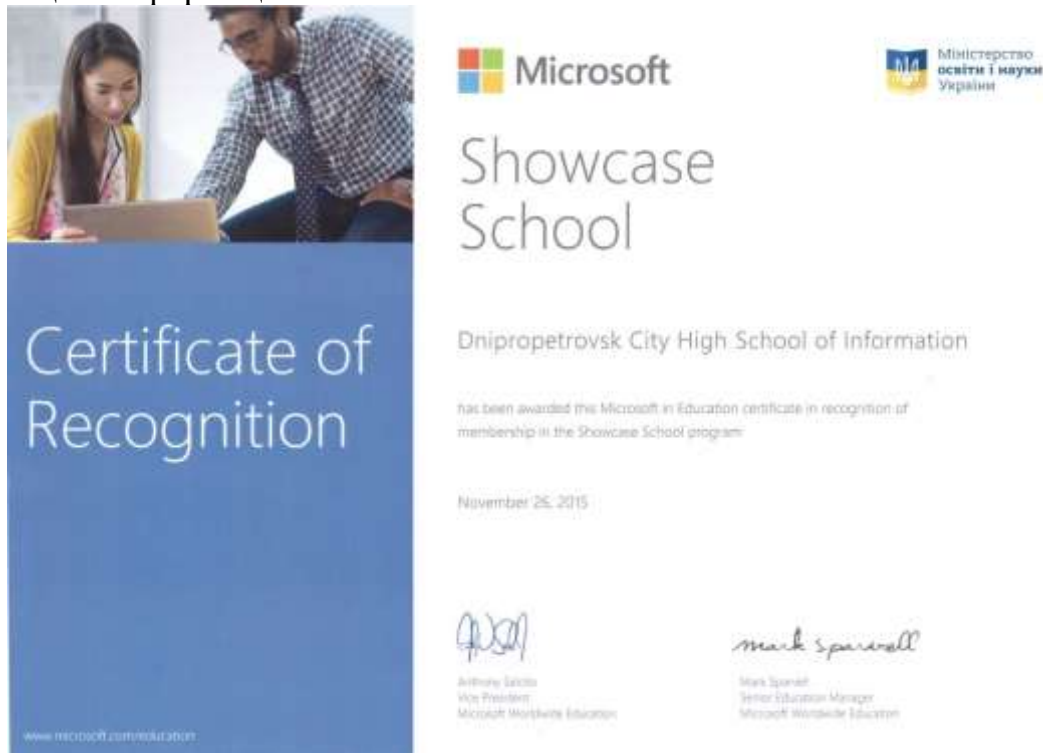 Certificate of
Recognition
www.microsoft.com/education
Microsoft
Міністерство
освіти і науки
України
Showcase
School
Dnipropetrovsk City High School of Information
has been awarded this Microsoft in Education certificate in recognition of
membership in the Showcase School program
November 26, 2015
Anthony Salcito
Vice President
Microsoft Worldwide Education
Mark Sparvell
Senior Education Manager
Microsoft Worldwide Education